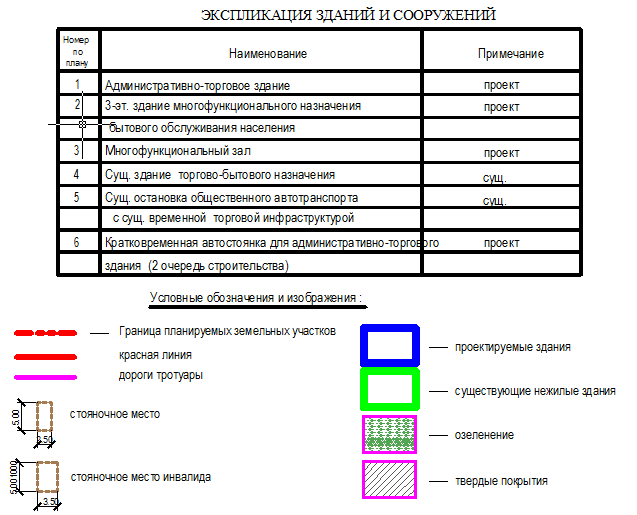 ЭКСПЛИКАЦИЯ ЗДАНИЙ И СООРУЖЕНИЙ
Номер по плану Наименование Примечание
1 Административно-торговое здание проект
2 3-эт. здание многофункционального назначения проект
бытового обслуживания населения
3 Многофункциональный зал проект
4 Сущ. здание торгово-бытового назначения сущ.
5 Сущ. остановка общественного автотранспорта сущ.
с сущ. временной торговой инфраструктурой
6 Кратковременная автостоянка для административно-торгового проект
здания (2 очередь строительства)
Условные обозначения и изображения :
Граница планируемых земельных участков
красная линия
дороги тротуары
5.00
3.50
стояночное место
5.001000
3.50
стояночное место инвалида
проектируемые здания
существующие нежилые здания
озеленение
твердые покрытия